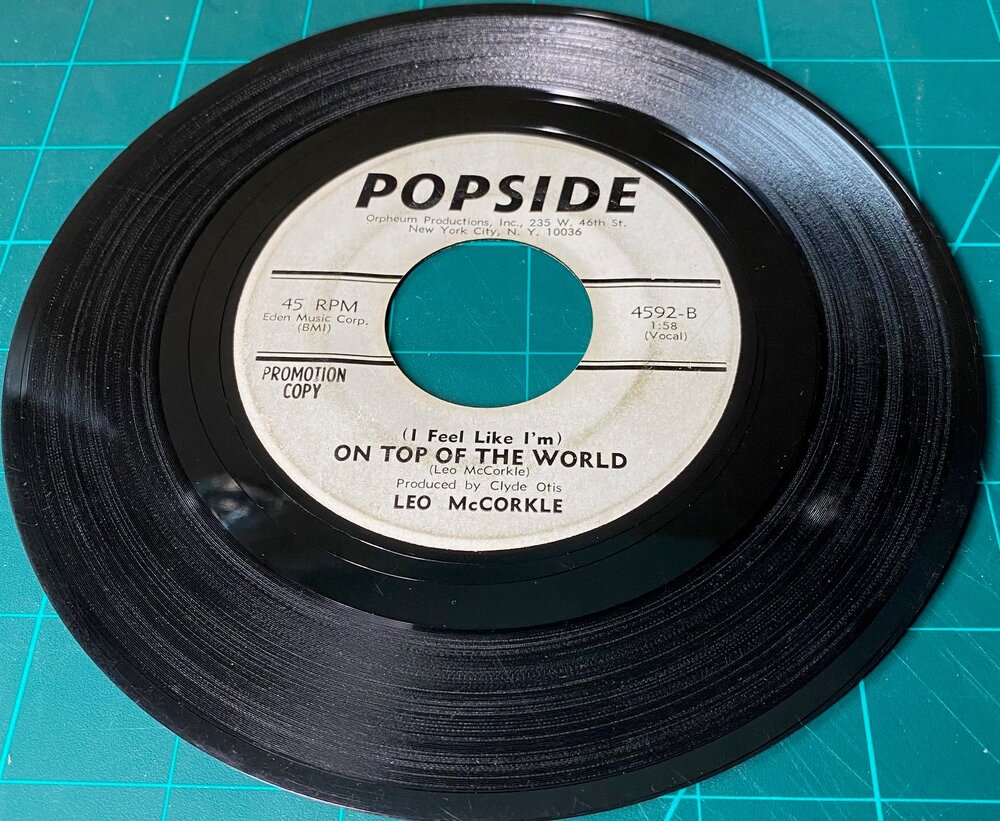 POPSIDE
Orpheum Productions, Inc., 235 W. 46th St.
New York City, N. Y. 10036
45 RPM
Eden Music Corp.
(BMI)
4592-B
1:58
(Vocal)
PROMOTION
COPY
(I Feel Like I'm)
ON TOP OF THE WORLD
(Leo McCorkle)
Produced by Clyde Otis
LEO McCORKLE